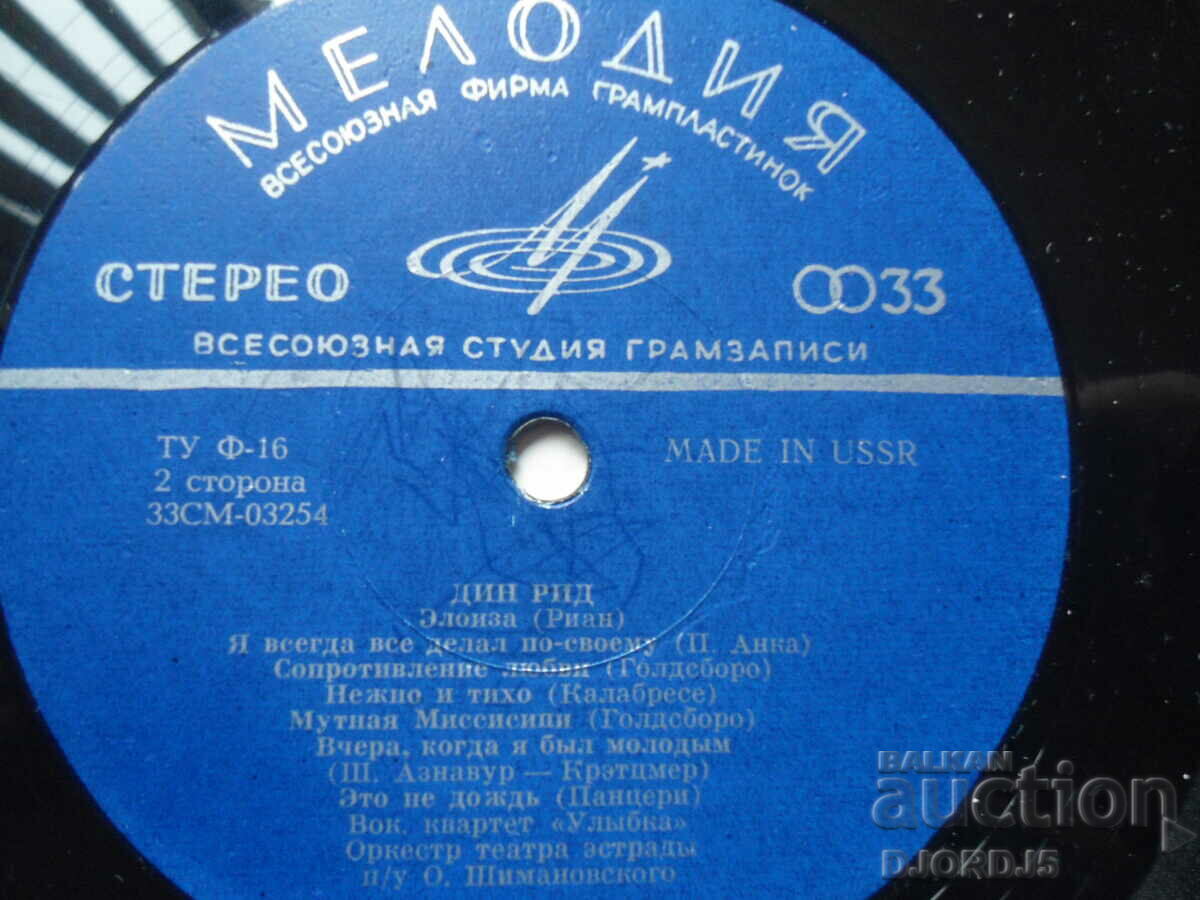 МЕЛОДИЯ
ВСЕСОЮЗНАЯ ФИРМА ГРАМПЛАСТИНОК
СТЕРЕО
33
ВСЕСОЮЗНАЯ СТУДИЯ ГРАМЗАПИСИ
ТУ Ф-16
2 сторона
33СМ-03254
MADE IN USSR
ДИН РИД
Элоиза (Риан)
Я всегда все делал по-своему (П. Анка)
Сопротивление любви (Голдсборо)
Нежно и тихо (Калабресе)
Мутная Миссисипи (Голдсборо)
Вчера, когда я был молодым
(Ш. Азнавур — Крэтцмер)
Это не дождь (Панцери)
Вок. квартет «Улыбка»
Оркестр театра эстрады
п/у О. Шимановского
BALKAN
auction
DJORDJ5